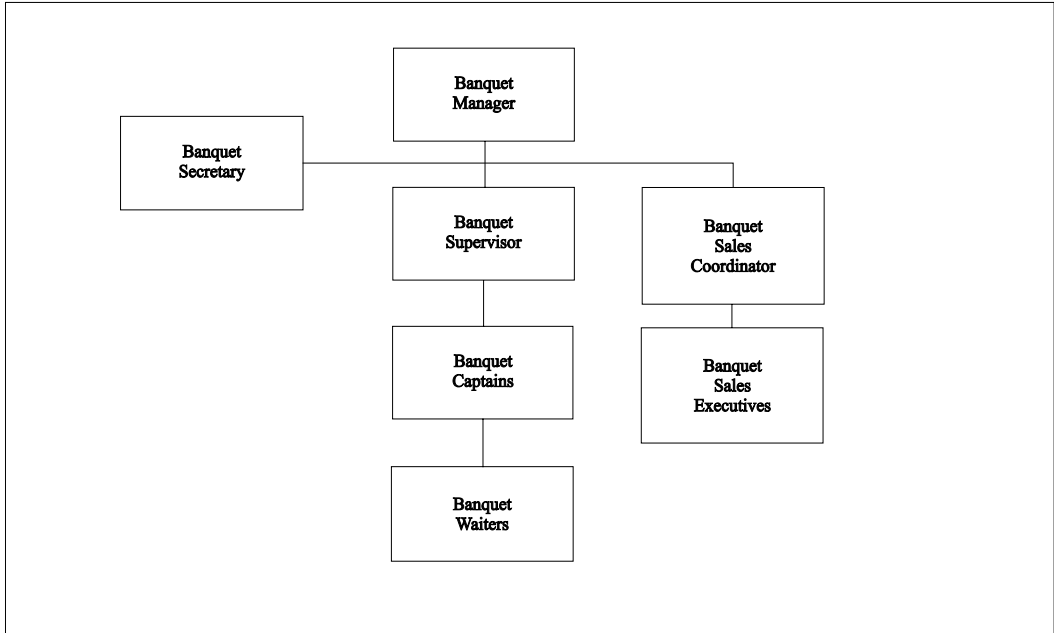 Banquet
Manager
Banquet
Secretary
Banquet
Supervisor
Banquet
Sales
Coordinator
Banquet
Captains
Banquet
Sales
Executives
Banquet
Waiters